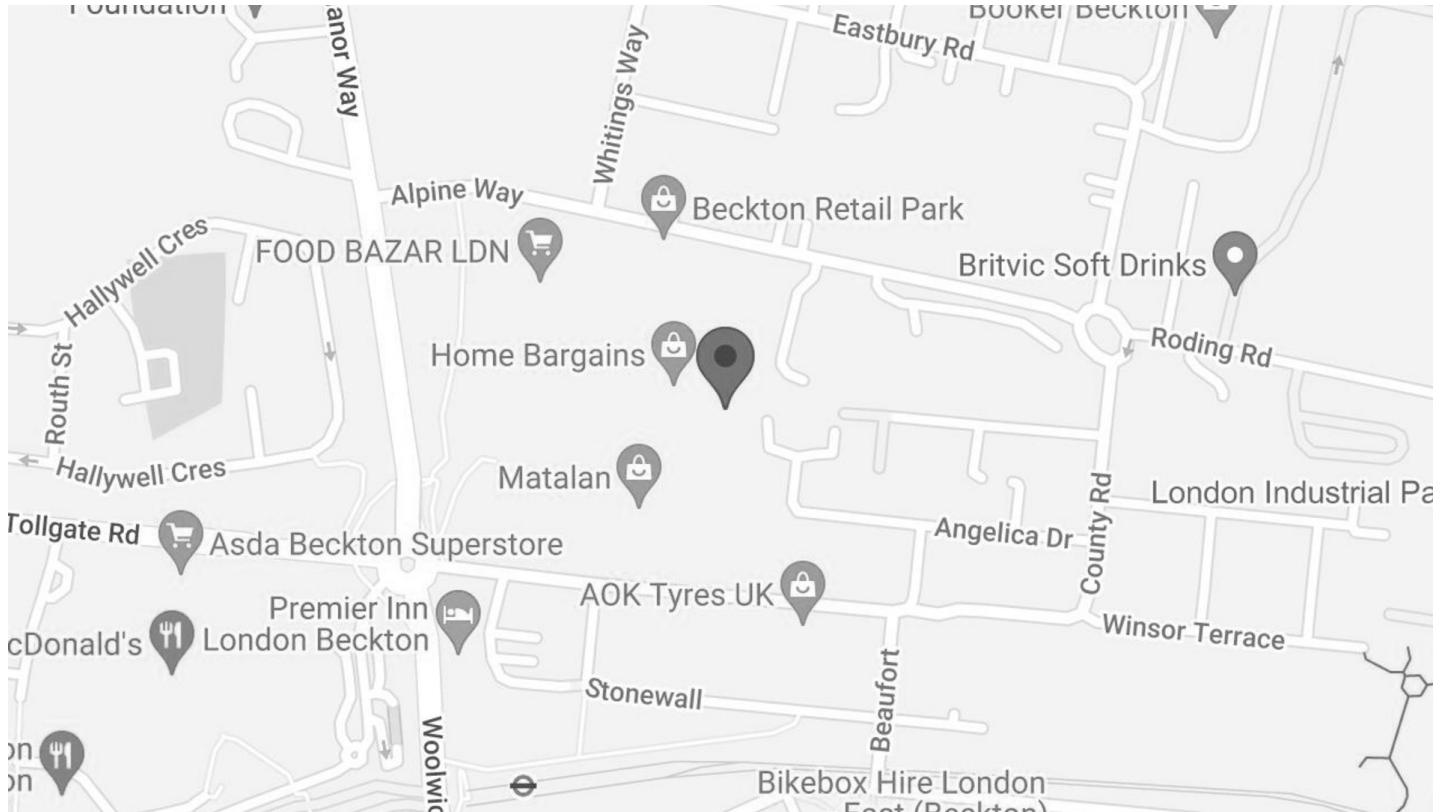 Foundation
Booker Beckton
Eastbury Rd
anor Way
Whitings Way
Alpine Way
Beckton Retail Park
Hallywell Cres
FOOD BAZAR LDN
Britvic Soft Drinks
Roding Rd
Home Bargains
Routh St
Hallywell Cres
Matalan
London Industrial Pa
County Rd
Tollgate Rd
Angelica Dr
Asda Beckton Superstore
AOK Tyres UK
Premier Inn
London Beckton
cDonald's
Winsor Terrace
Stonewall
Beaufort
Woolwic
on
on
Bikebox Hire London
East (Beckton)